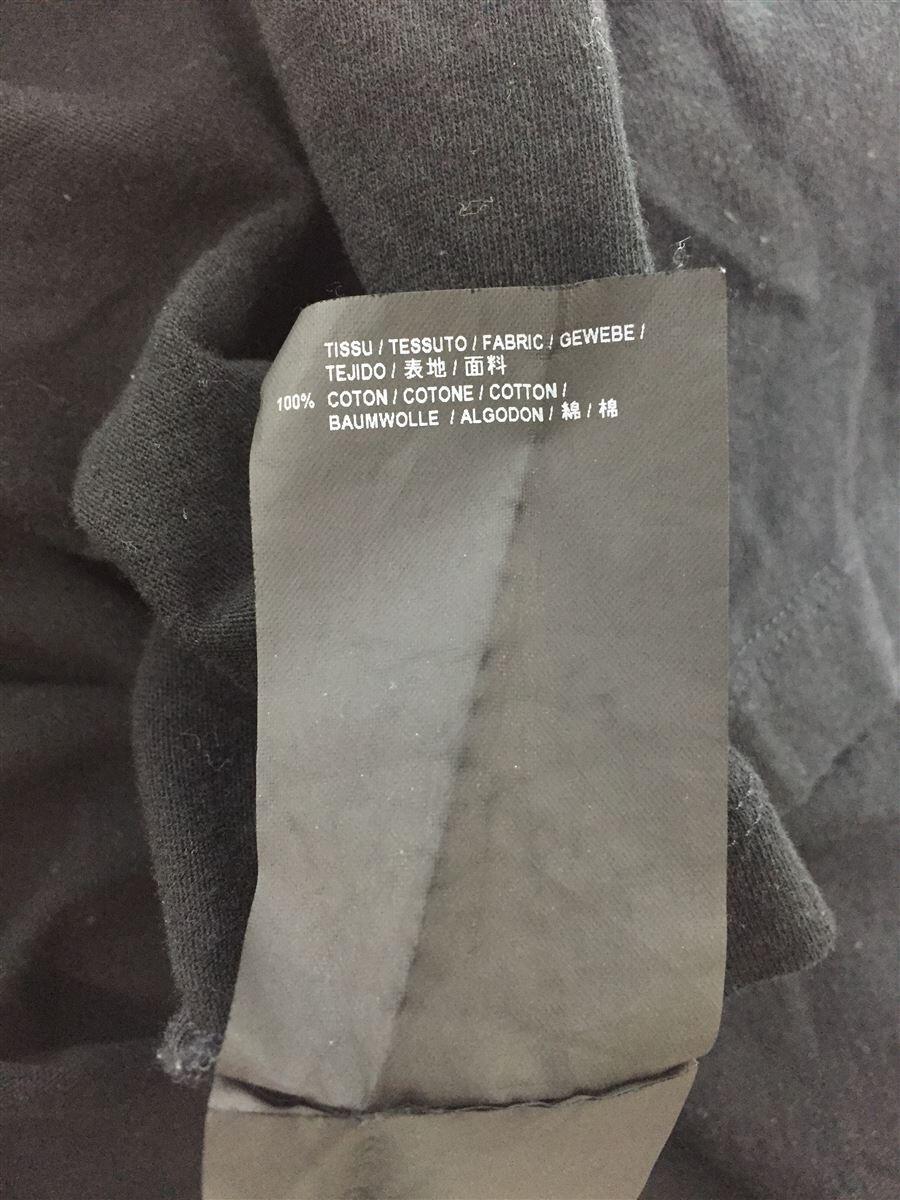 TISSU / TESSUTO / FABRIC / GEWEBE /
TEJIDO / 表地 / 面料
100% COTON / COTONE / COTTON /
BAUMWOLLE / ALGODON / 綿 / 棉